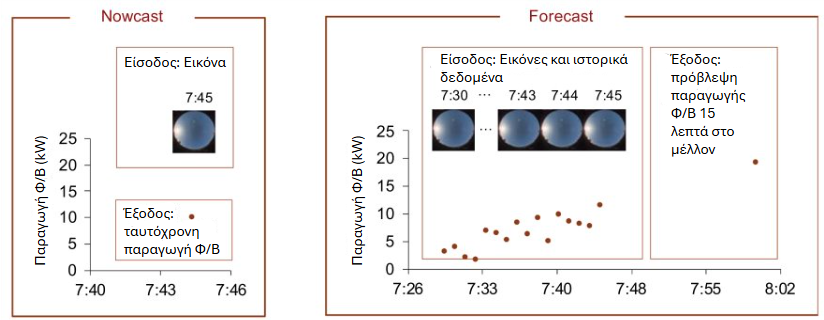 Nowcast
Είσοδος: Εικόνα
7:45
Παραγωγή Φ/Β (kW)
25
20
15
10
5
0
Έξοδος:
ταυτόχρονη
παραγωγή Φ/Β
7:40
7:43
7:46
Forecast
Είσοδος: Εικόνες και ιστορικά
δεδομένα
7:30 ··· 7:43 7:44 7:45
···
Έξοδος:
πρόβλεψη
παραγωγής
Φ/Β 15
λεπτά στο
μέλλον
Παραγωγή Φ/Β (kW)
25
20
15
10
5
0
7:26
7:33
7:40
7:48
7:55
8:02